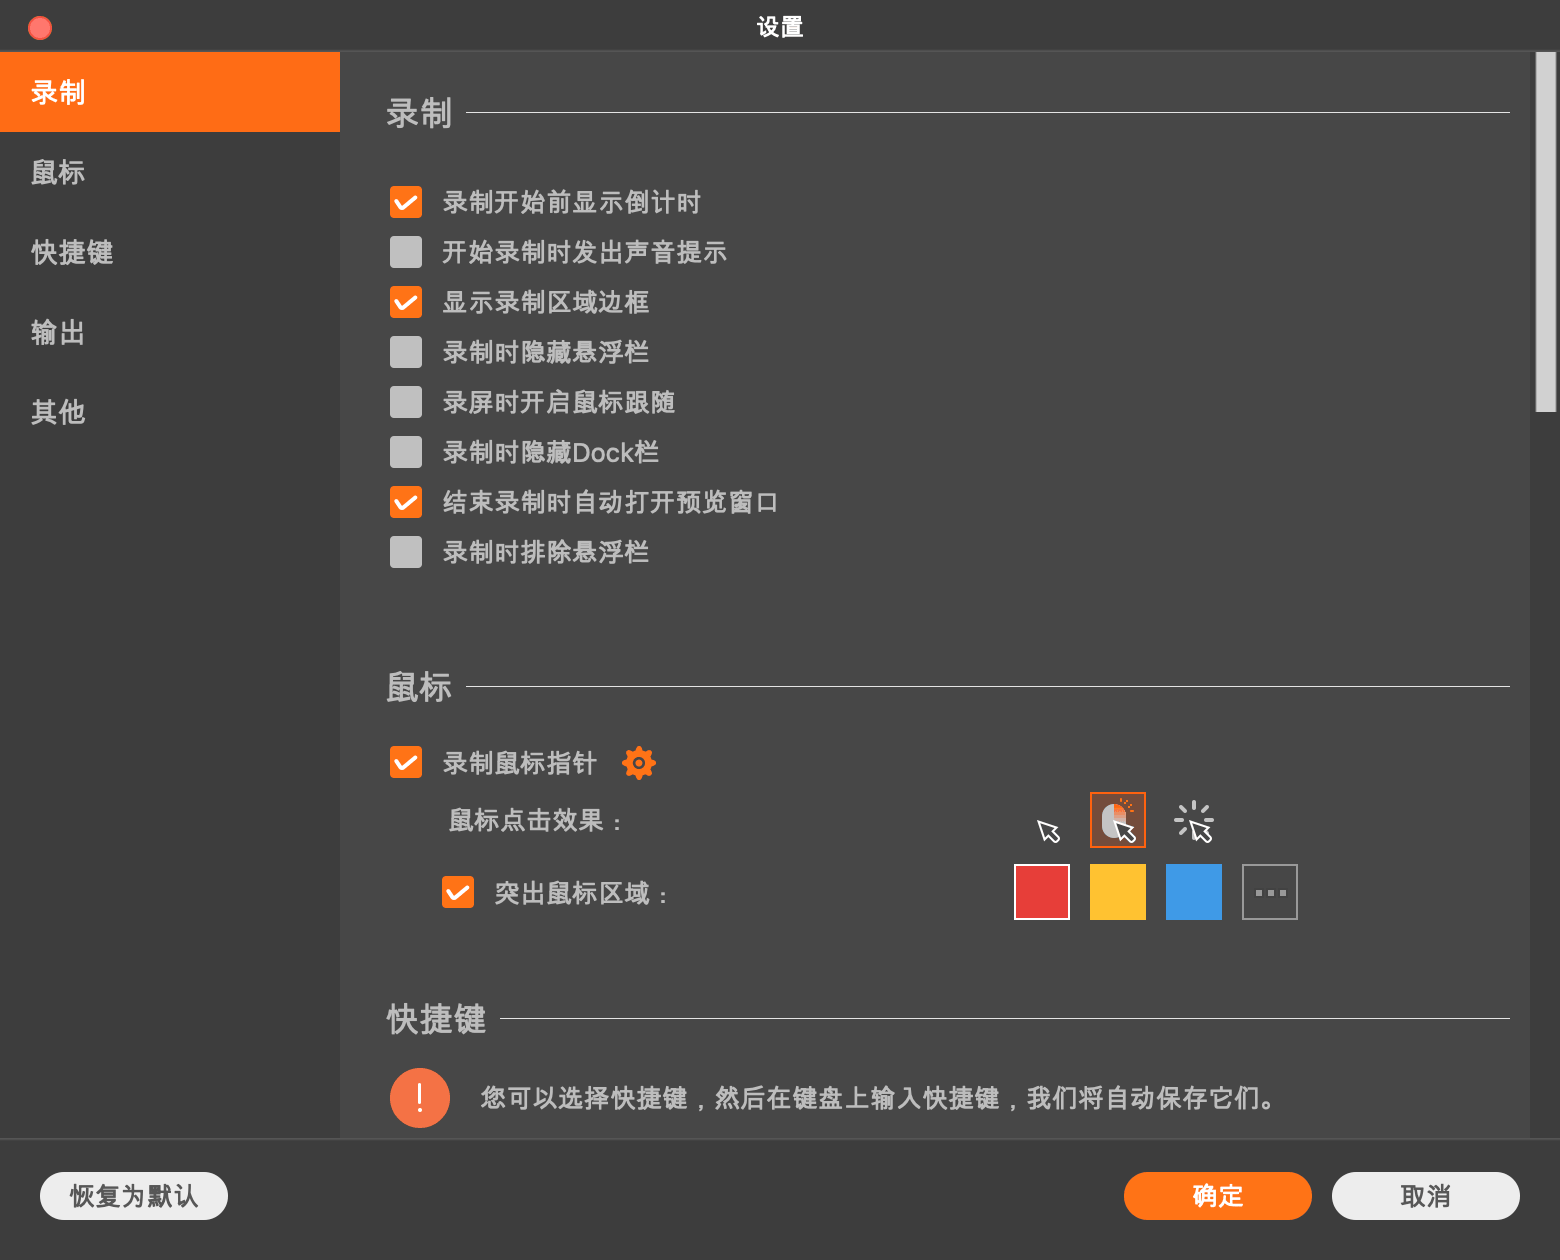 设置
录制
鼠标
快捷键
输出
其他
录制
录制开始前显示倒计时
开始录制时发出声音提示
显示录制区域边框
录制时隐藏悬浮栏
录屏时开启鼠标跟随
录制时隐藏Dock栏
结束录制时自动打开预览窗口
录制时排除悬浮栏
鼠标
录制鼠标指针
鼠标点击效果：
突出鼠标区域：
快捷键
您可以选择快捷键，然后在键盘上输入快捷键，我们将自动保存它们。
恢复为默认
确定
取消